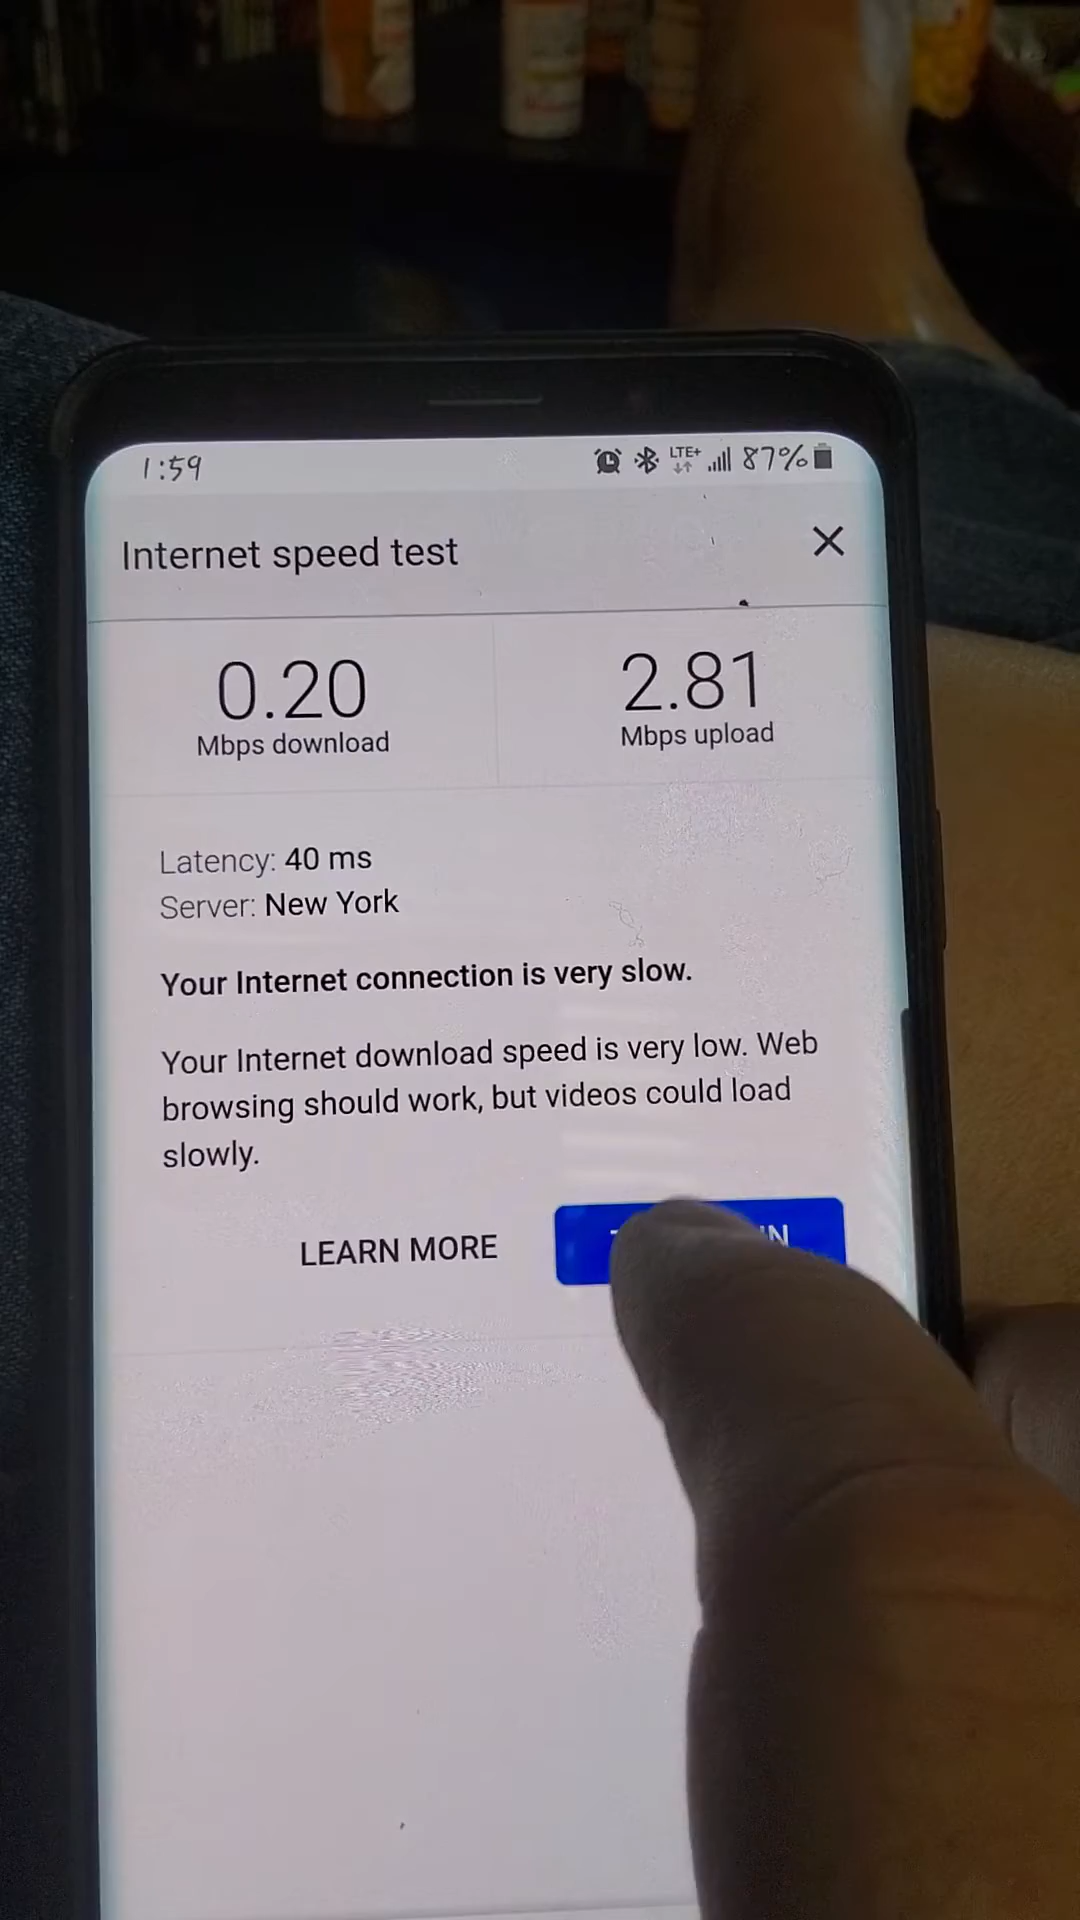 1:59 LTE+ 87%
Internet speed test
0.20 2.81
Mbps download Mbps upload
Latency: 40 ms
Server: New York
Your Internet connection is very slow.
Your Internet download speed is very low. Web
browsing should work, but videos could load
slowly.
LEARN MORE